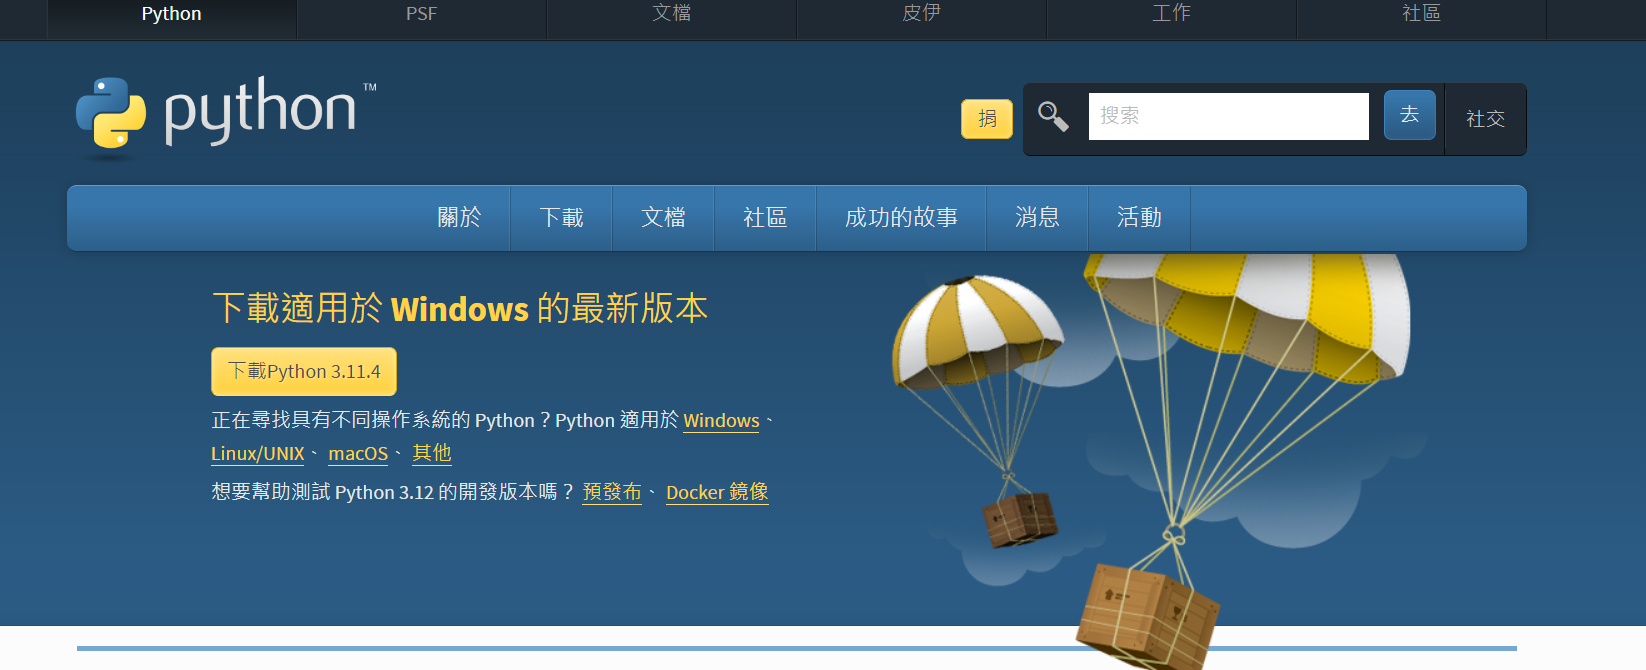 Python PSF 文檔 皮伊 工作 社區
python™
捐 搜索 去 社交
關於 下載 文檔 社區 成功的故事 消息 活動
下載適用於 Windows 的最新版本
下載Python 3.11.4
正在尋找具有不同操作系統的 Python？Python 適用於 Windows、
Linux/UNIX、 macOS、 其他
想要幫助測試 Python 3.12 的開發版本嗎？ 預發布、 Docker 鏡像